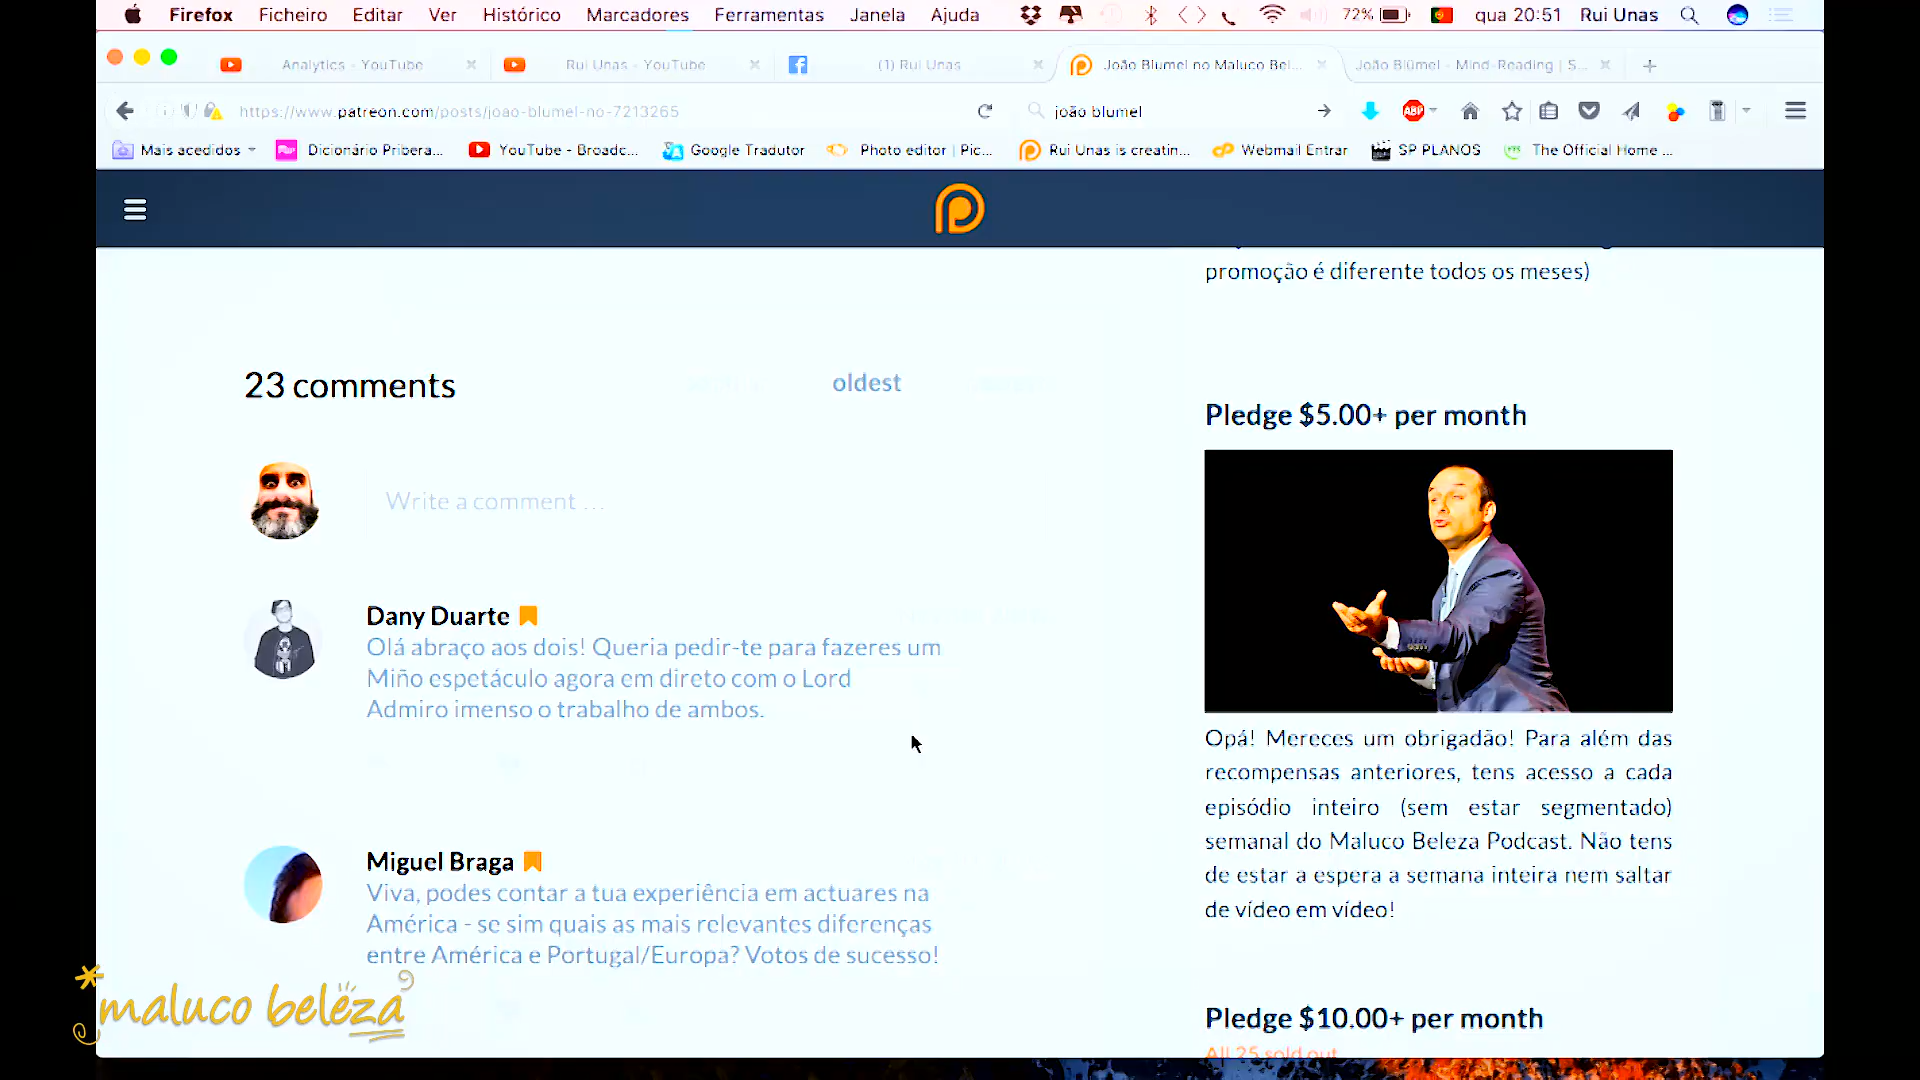 Firefox Ficheiro Editar Ver Histórico Marcadores Ferramentas Janela Ajuda 72% qua 20:51 Rui Unas
Analytics - YouTube
Rui Unas - YouTube
(1) Rui Unas
João Blumel no Maluco Bel...
João Blümel - Mind-Reading | S...
https://www.patreon.com/posts/joao-blumel-no-7213265
joão blumel
ABP
Mais acedidos
Dicionário Pribera...
YouTube - Broadc...
Google Tradutor
Photo editor | Pic...
Rui Unas is creatin...
Webmail Entrar
SP PLANOS
The Official Home ...
promoção é diferente todos os meses)
23 comments
oldest
Write a comment ...
Dany Duarte
Olá abraço aos dois! Queria pedir-te para fazeres um
Miño espetáculo agora em direto com o Lord
Admiro imenso o trabalho de ambos.
Miguel Braga
Viva, podes contar a tua experiência em actuares na
América - se sim quais as mais relevantes diferenças
entre América e Portugal/Europa? Votos de sucesso!
Pledge $5.00+ per month
Opá! Mereces um obrigadão! Para além das
recompensas anteriores, tens acesso a cada
episódio inteiro (sem estar segmentado)
semanal do Maluco Beleza Podcast. Não tens
de estar a espera a semana inteira nem saltar
de vídeo em vídeo!
Pledge $10.00+ per month
All 25 sold out
maluco beleza